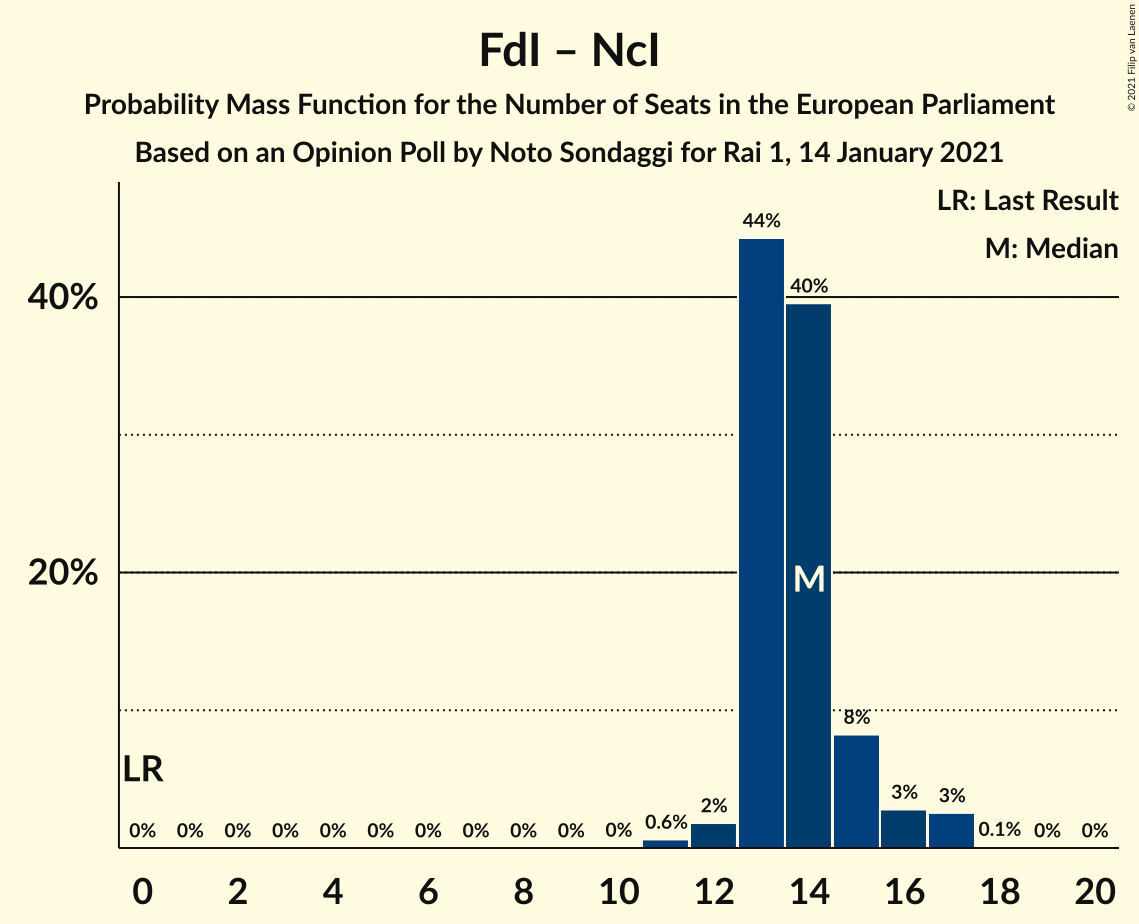 FdI – NcI
Probability Mass Function for the Number of Seats in the European Parliament
Based on an Opinion Poll by Noto Sondaggi for Rai 1, 14 January 2021
© 2021 Filip van Laenen
LR: Last Result
M: Median
44%
40%
40%
20%
M
8%
LR
0% 0% 0% 0% 0% 0% 0% 0% 0% 0% 0% 0.6% 2% 3% 3% 0.1% 0% 0%
0 2 4 6 8 10 12 14 16 18 20